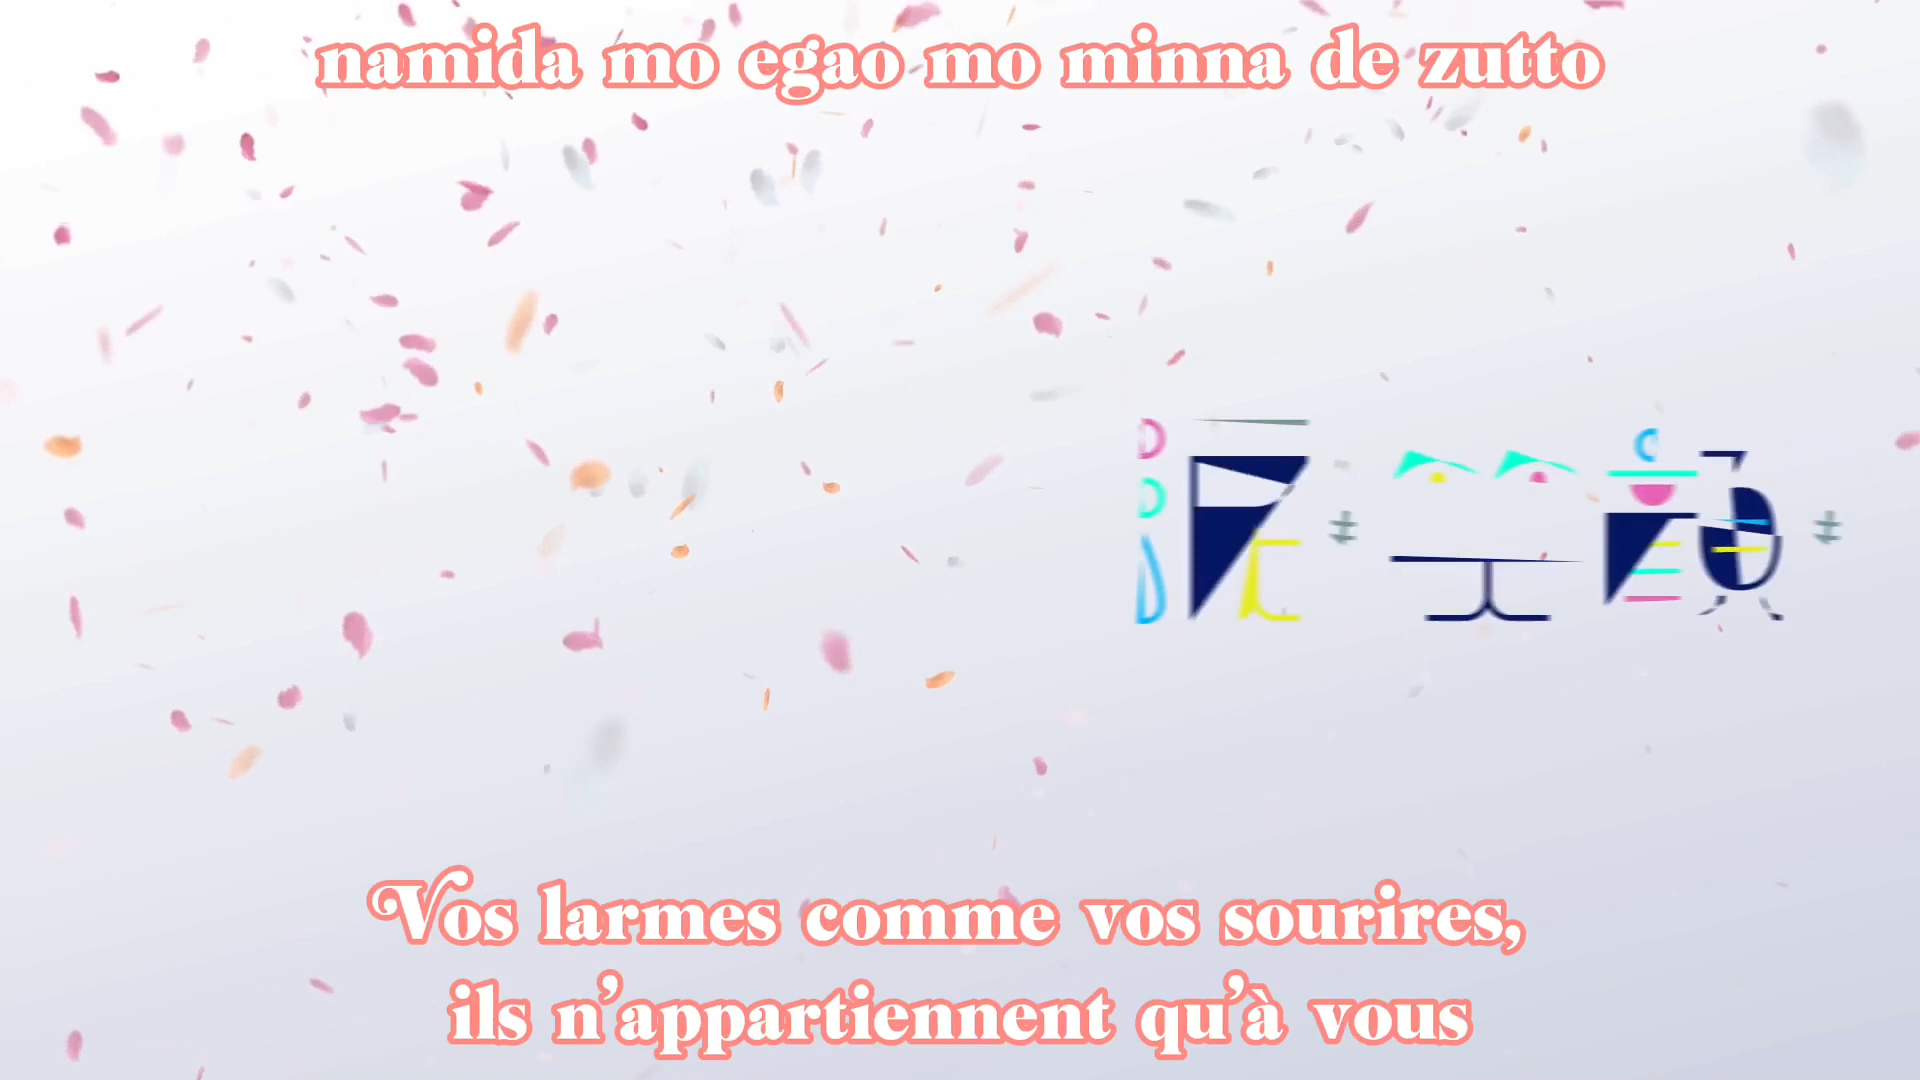 namida mo egao mo minna de zutto
Vos larmes comme vos sourires,
ils n'appartiennent qu'à vous